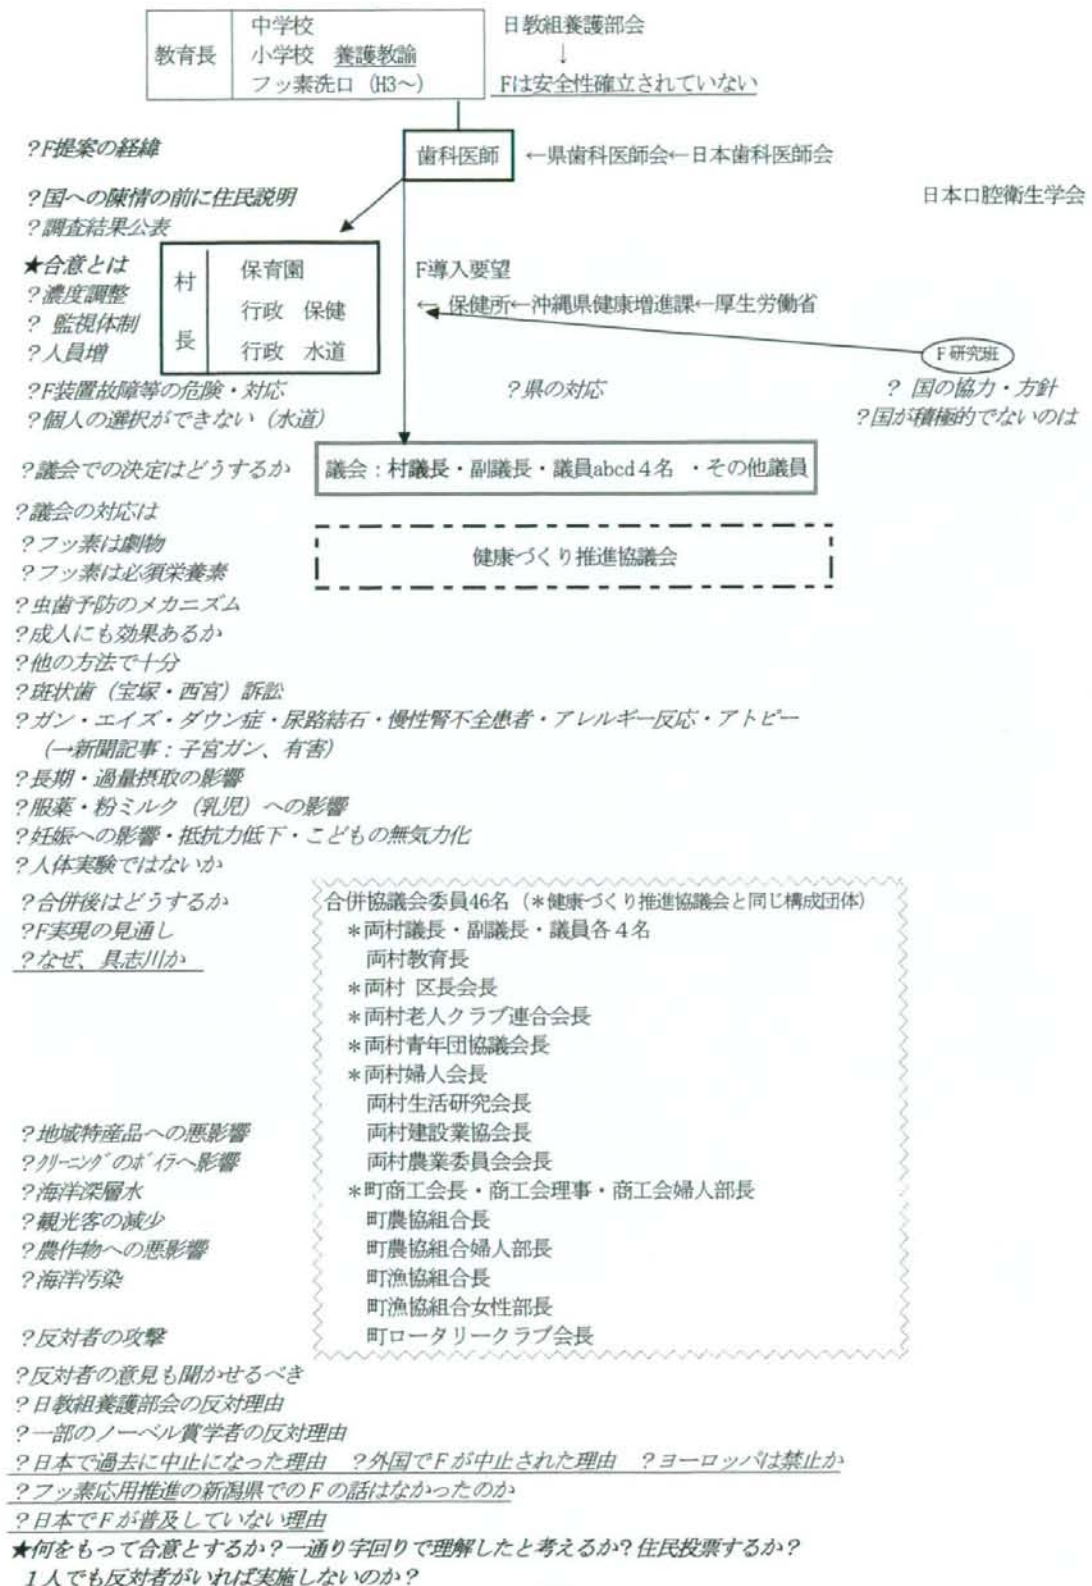 中学校
日教組養護部会
教育長
小学校 養護教諭
↓
フッ素洗口 (H3～)
Fは安全性確立されていない
?F提案の経緯
歯科医師 ←県歯科医師会←日本歯科医師会
?国への陳情の前に住民説明
日本口腔衛生学会
?調査結果公表
★合意とは
村長
保育園
F導入要望
?濃度調整
行政 保健
← 保健所←沖縄県健康増進課←厚生労働省
? 監視体制
?人員増
行政 水道
F研究班
?F装置故障等の危険・対応
?県の対応
? 国の協力・方針
?個人の選択ができない (水道)
?国が積極的でないのは
?議会での決定はどうするか
議会：村議長・副議長・議員abcd４名 ・その他議員
?議会の対応は
?フッ素は劇物
健康づくり推進協議会
?フッ素は必須栄養素
?虫歯予防のメカニズム
?成人にも効果あるか
?他の方法で十分
?斑状歯 (宝塚・西宮) 訴訟
?ガン・エイズ・ダウン症・尿路結石・慢性腎不全患者・アレルギー反応・アトピー
(→新聞記事：子宮ガン、有害)
?長期・過量摂取の影響
?服薬・粉ミルク (乳児) への影響
?妊娠への影響・抵抗力低下・こどもの無気力化
?人体実験ではないか
?合併後はどうするか
合併協議会委員46名 (＊健康づくり推進協議会と同じ構成団体)
?F実現の見通し
＊両村議長・副議長・議員各４名
?なぜ、具志川か
両村教育長
＊両村 区長会長
＊両村老人クラブ連合会長
＊両村青年団協議会長
＊両村婦人会長
両村生活研究会長
?地域特産品への悪影響
両村建設業協会長
?クリーニングのボイラへ影響
両村農業委員会会長
?海洋深層水
＊町商工会長・商工会理事・商工会婦人部長
?観光客の減少
町農協組合長
?農作物への悪影響
町農協組合婦人部長
?海洋汚染
町漁協組合長
町漁協組合女性部長
?反対者の攻撃
町ロータリークラブ会長
?反対者の意見も聞かせるべき
?日教組養護部会の反対理由
?一部のノーベル賞学者の反対理由
?日本で過去に中止になった理由 ?外国でFが中止された理由 ?ヨーロッパは禁止か
?フッ素応用推進の新潟県でのFの話はなかったのか
?日本でFが普及していない理由
★何をもって合意とするか？一通り字回りで理解したと考えるか？住民投票するか？
１人でも反対者がいれば実施しないのか？